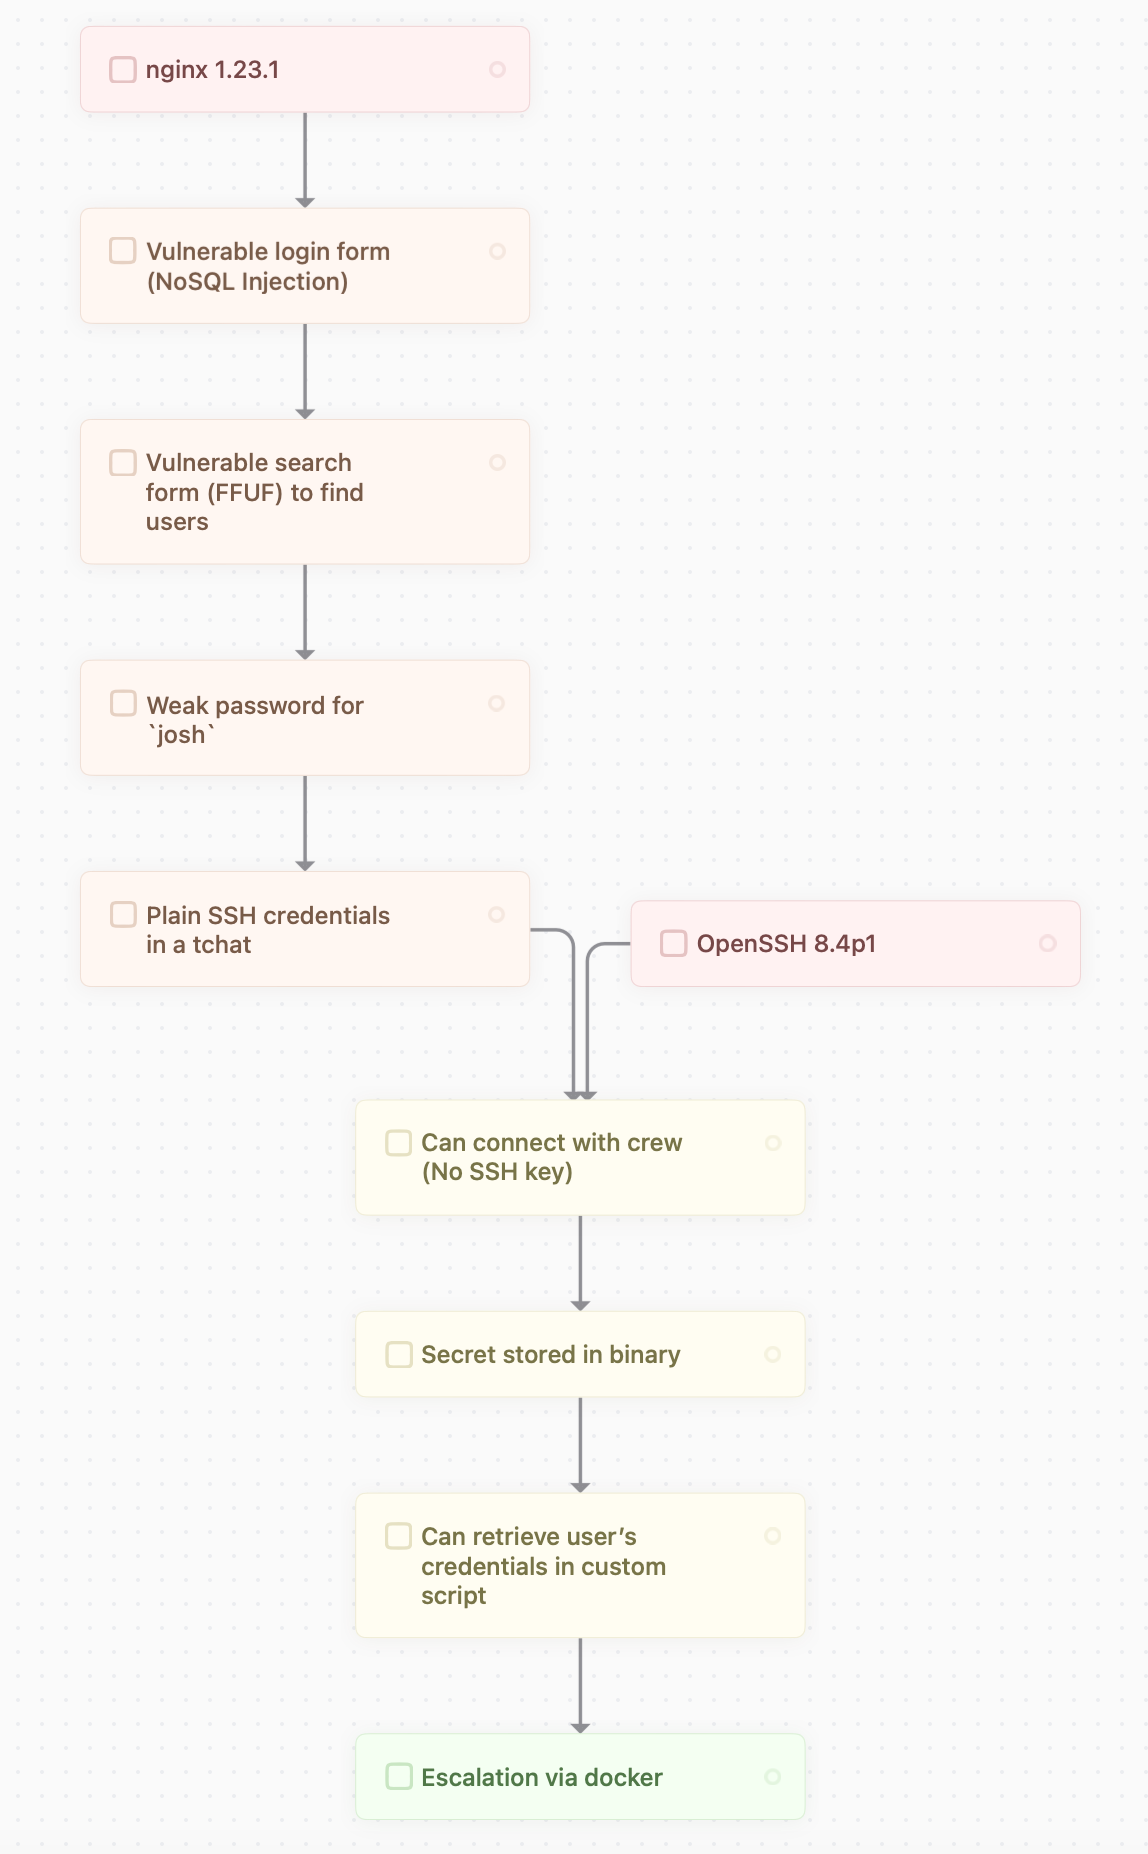 nginx 1.23.1
Vulnerable login form
(NoSQL Injection)
Vulnerable search
form (FFUF) to find
users
Weak password for
`josh`
Plain SSH credentials
in a tchat
OpenSSH 8.4p1
Can connect with crew
(No SSH key)
Secret stored in binary
Can retrieve user’s
credentials in custom
script
Escalation via docker